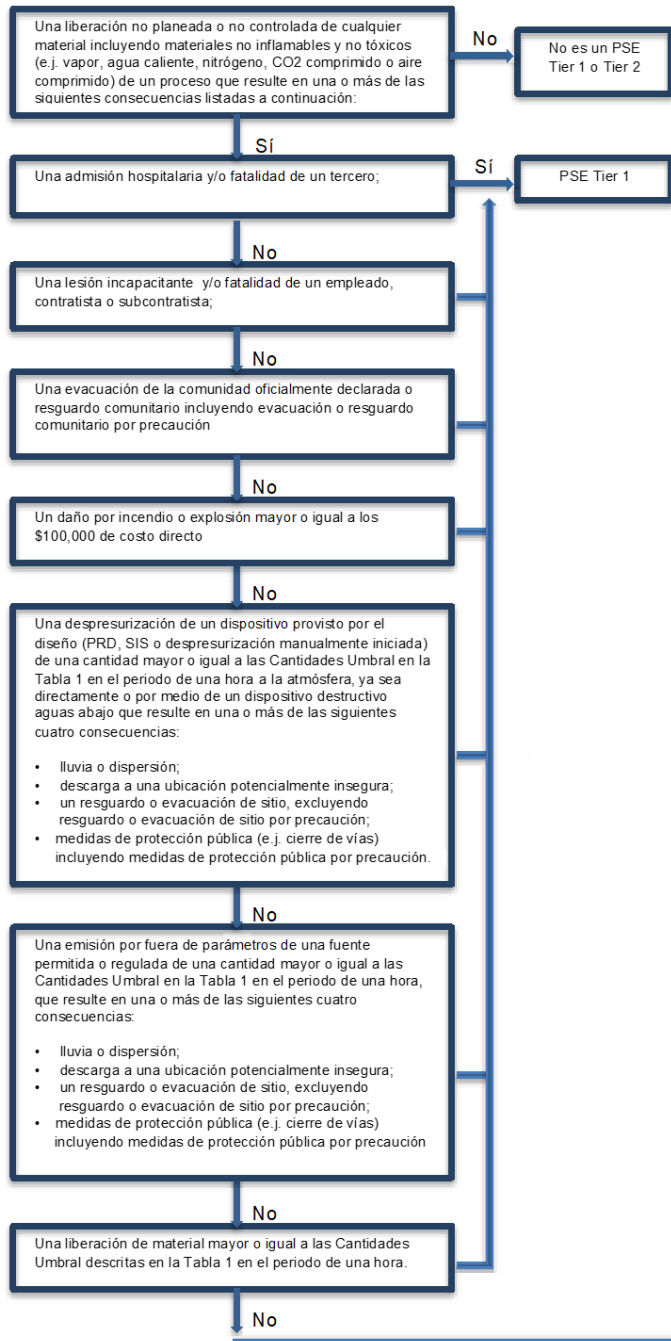 Una liberación no planeada o no controlada de cualquier
material incluyendo materiales no inflamables y no tóxicos
(e.j. vapor, agua caliente, nitrógeno, CO2 comprimido o aire
comprimido) de un proceso que resulte en una o más de las
siguientes consecuencias listadas a continuación:
No
No es un PSE
Tier 1 o Tier 2
Sí
Una admisión hospitalaria y/o fatalidad de un tercero;
Sí
PSE Tier 1
No
Una lesión incapacitante y/o fatalidad de un empleado,
contratista o subcontratista;
No
Una evacuación de la comunidad oficialmente declarada o
resguardo comunitario incluyendo evacuación o resguardo
comunitario por precaución
No
Un daño por incendio o explosión mayor o igual a los
$100,000 de costo directo
No
Una despresurización de un dispositivo provisto por el
diseño (PRD, SIS o despresurización manualmente iniciada)
de una cantidad mayor o igual a las Cantidades Umbral en la
Tabla 1 en el periodo de una hora a la atmósfera, ya sea
directamente o por medio de un dispositivo destructivo
aguas abajo que resulte en una o más de las siguientes
cuatro consecuencias:
• lluvia o dispersión;
• descarga a una ubicación potencialmente insegura;
• un resguardo o evacuación de sitio, excluyendo
resguardo o evacuación de sitio por precaución;
• medidas de protección pública (e.j. cierre de vías)
incluyendo medidas de protección pública por precaución.
No
Una emisión por fuera de parámetros de una fuente
permitida o regulada de una cantidad mayor o igual a las
Cantidades Umbral en la Tabla 1 en el periodo de una hora,
que resulte en una o más de las siguientes cuatro
consecuencias:
• lluvia o dispersión;
• descarga a una ubicación potencialmente insegura;
• un resguardo o evacuación de sitio, excluyendo
resguardo o evacuación de sitio por precaución;
• medidas de protección pública (e.j. cierre de vías)
incluyendo medidas de protección pública por precaución
No
Una liberación de material mayor o igual a las Cantidades
Umbral descritas en la Tabla 1 en el periodo de una hora.
No